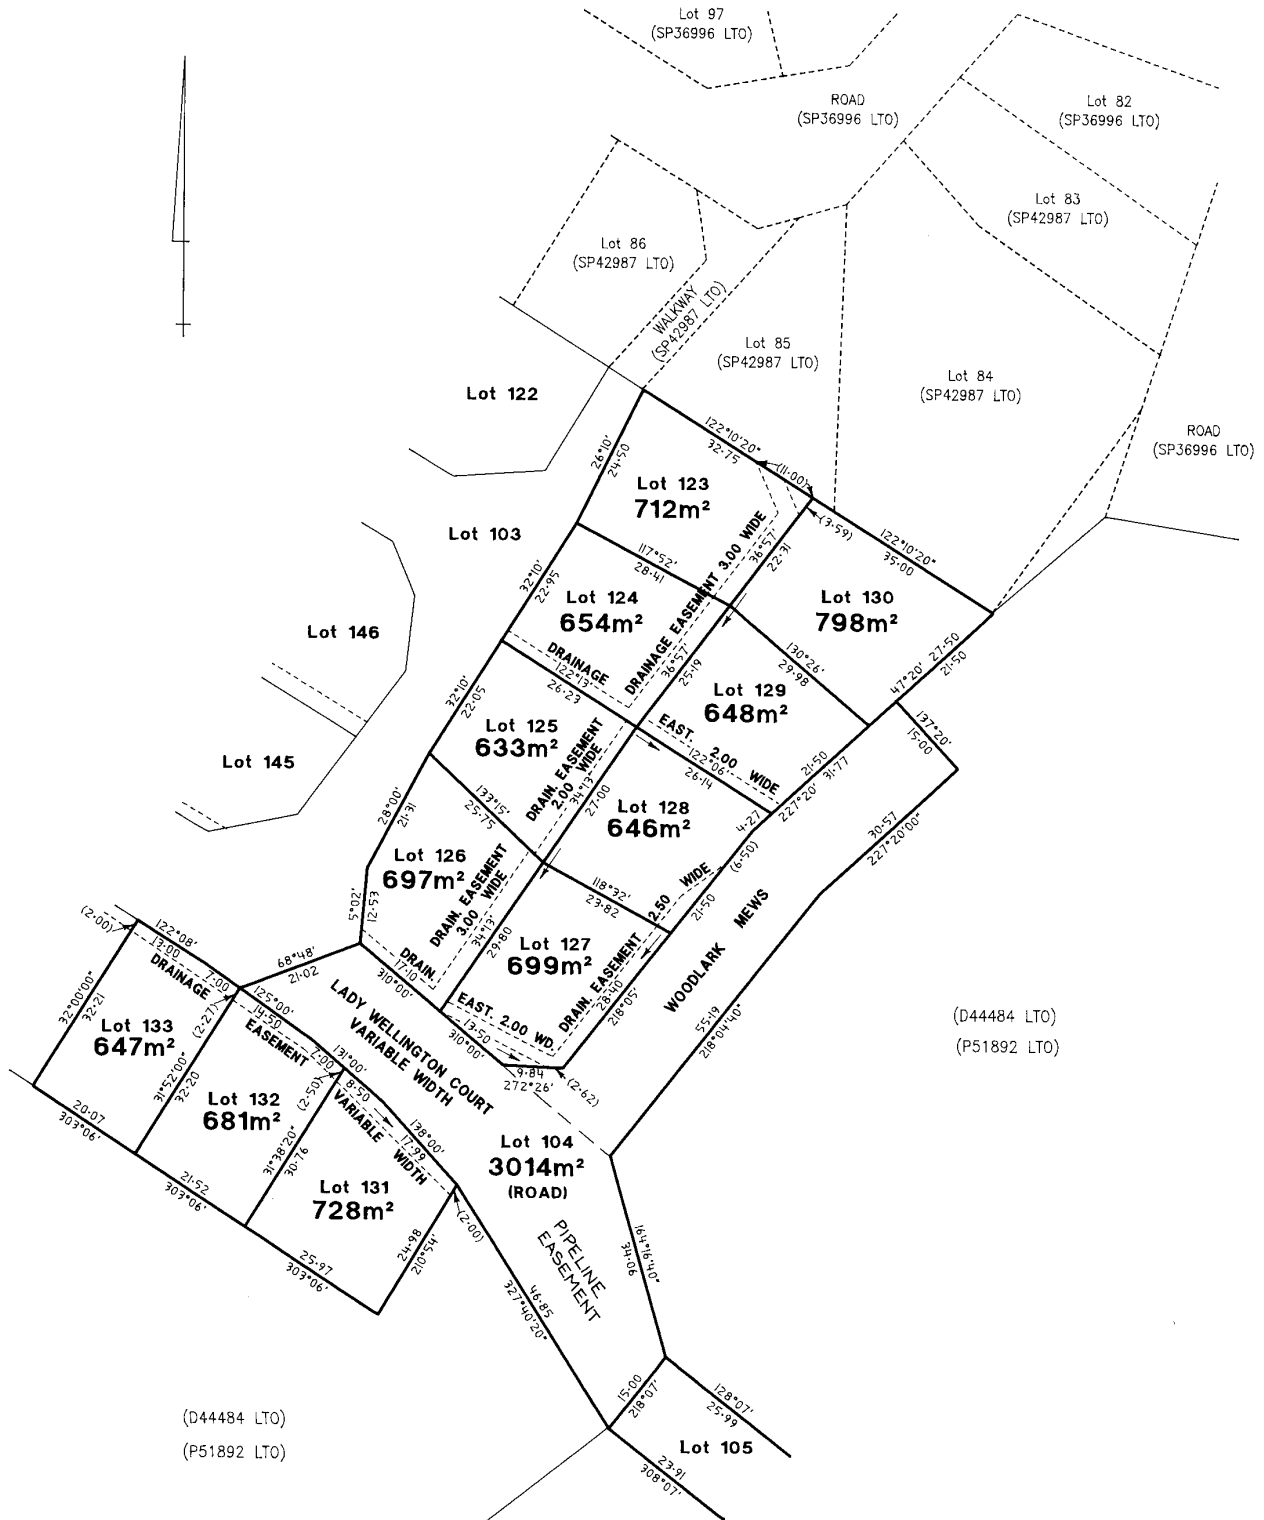 Lot 97
(SP36996 LTO)
ROAD
(SP36996 LTO)
Lot 82
(SP36996 LTO)
Lot 83
(SP42987 LTO)
Lot 86
(SP42987 LTO)
WALKWAY
(SP42987 LTO)
Lot 85
(SP42987 LTO)
Lot 84
(SP42987 LTO)
ROAD
(SP36996 LTO)
Lot 122
122°10'20"
32·75
(11·00)
26°10'
24·50
Lot 123
712m²
(3·59)
122°10'20"
35·00
Lot 103
117°52'
28·41
DRAINAGE EASEMENT 3.00 WIDE
36°57'
22·31
32°10'
22·95
Lot 124
654m²
Lot 130
798m²
Lot 146
DRAINAGE
122°13'
26·23
36°57'
25·19
130°26'
29·98
47°20' 27·50
21·50
32°10'
22·05
Lot 129
648m²
Lot 125
633m²
EAST. 2.00 WIDE
122°06'
26·14
137°20'
15·00
Lot 145
DRAIN. EASEMENT
2.00 WIDE
34°13'
27·00
21·50
227°20' 31·77
28°00'
21·31
133°15'
25·75
Lot 128
646m²
4·27
(6·50)
30·57
227°20'00"
Lot 126
697m²
DRAIN. EASEMENT
3.00 WIDE
34°13'
29·80
118°32'
23·82
21·50
5°02'
12·53
WOODLARK MEWS
(2·00)
122°08'
13·00
7·00
DRAINAGE
68°48'
21·02
DRAIN.
17·10
310°00'
Lot 127
699m²
DRAIN. EASEMENT 2.50 WIDE
28·40
218°05'
EAST. 2.00 WD.
13·50
310°00'
9·84
272°26'
(2·62)
55·19
218°04'40"
(D44484 LTO)
(P51892 LTO)
32°00'00"
32·21
Lot 133
647m²
(2·27)
125°00'
14·50
EASEMENT
7·00
LADY WELLINGTON COURT
VARIABLE WIDTH
131°00'
8·50
(2·50)
31°52'00"
32·20
Lot 132
681m²
VARIABLE WIDTH
138°00'
17·99
20·07
303°06'
31°38'20"
30·76
Lot 104
3014m²
(ROAD)
21·52
303°06'
Lot 131
728m²
(2·00)
24·98
210°54'
25·97
303°06'
PIPELINE
EASEMENT
164°16'40"
34·06
46·85
327°40'20"
15·00
218°07'
128°07'
25·99
(D44484 LTO)
(P51892 LTO)
Lot 105
23·91
308°07'